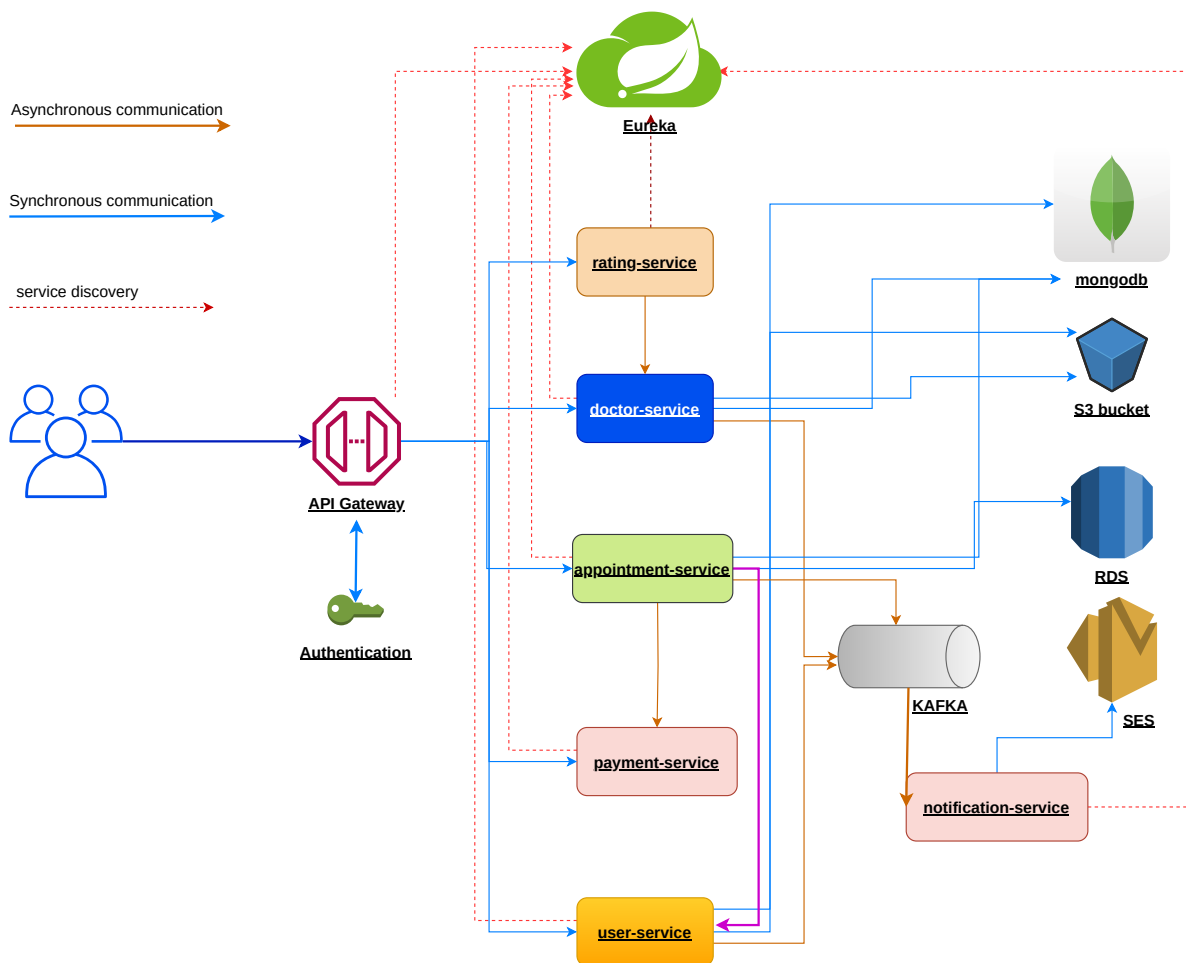 Eureka
Asynchronous communication
Synchronous communication
service discovery
rating-service
mongodb
doctor-service
S3 bucket
API Gateway
appointment-service
RDS
Authentication
KAFKA
SES
payment-service
notification-service
user-service